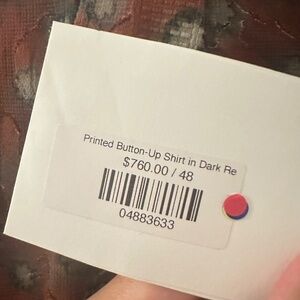 Printed Button-Up Shirt in Dark Re
$760.00 / 48
04883633